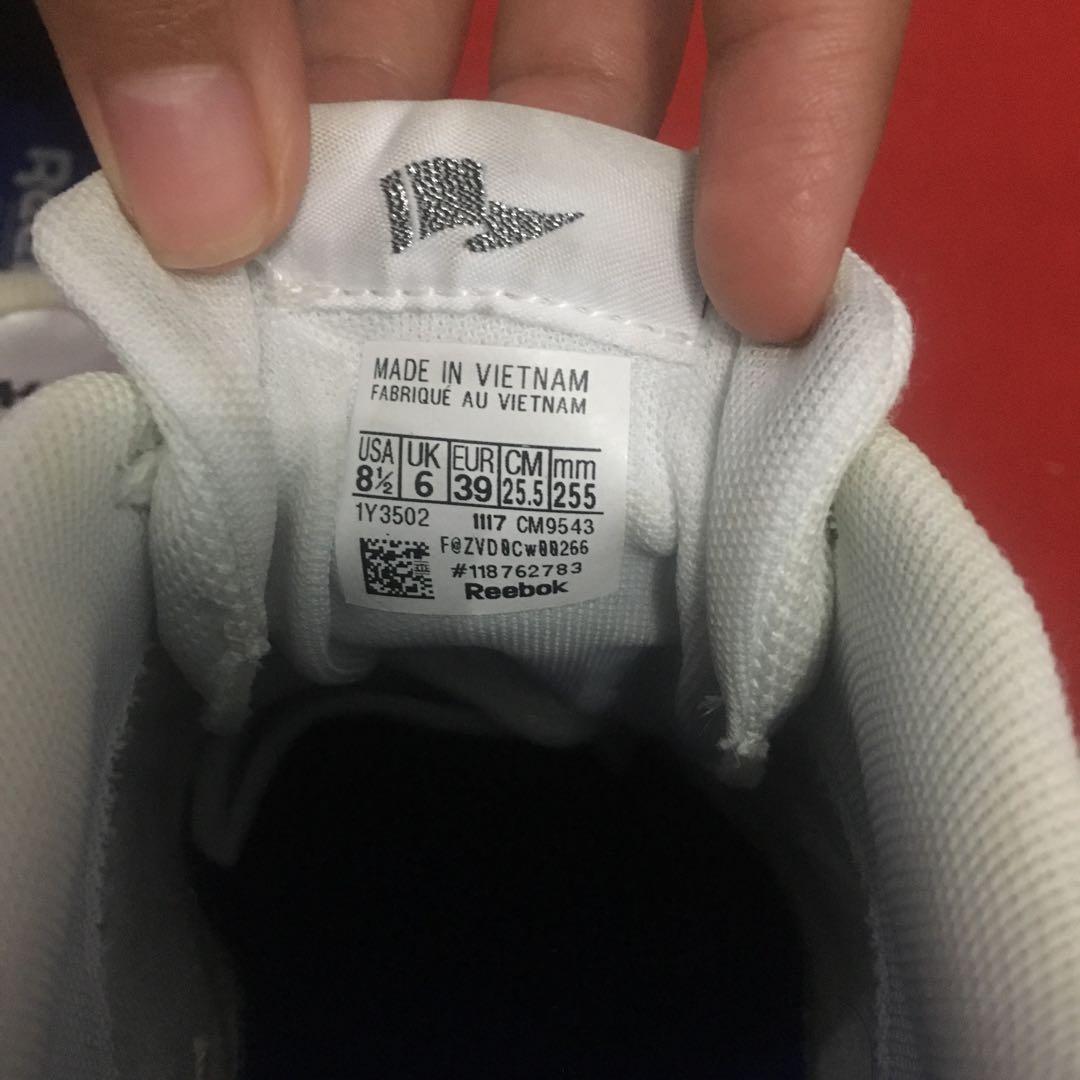 MADE IN VIETNAM
FABRIQUÉ AU VIETNAM
USA UK EUR CM mm
8½ 6 39 25.5 255
1Y3502 1117 CM9543
F@ZVD0Cw00266
#118762783
Reebok